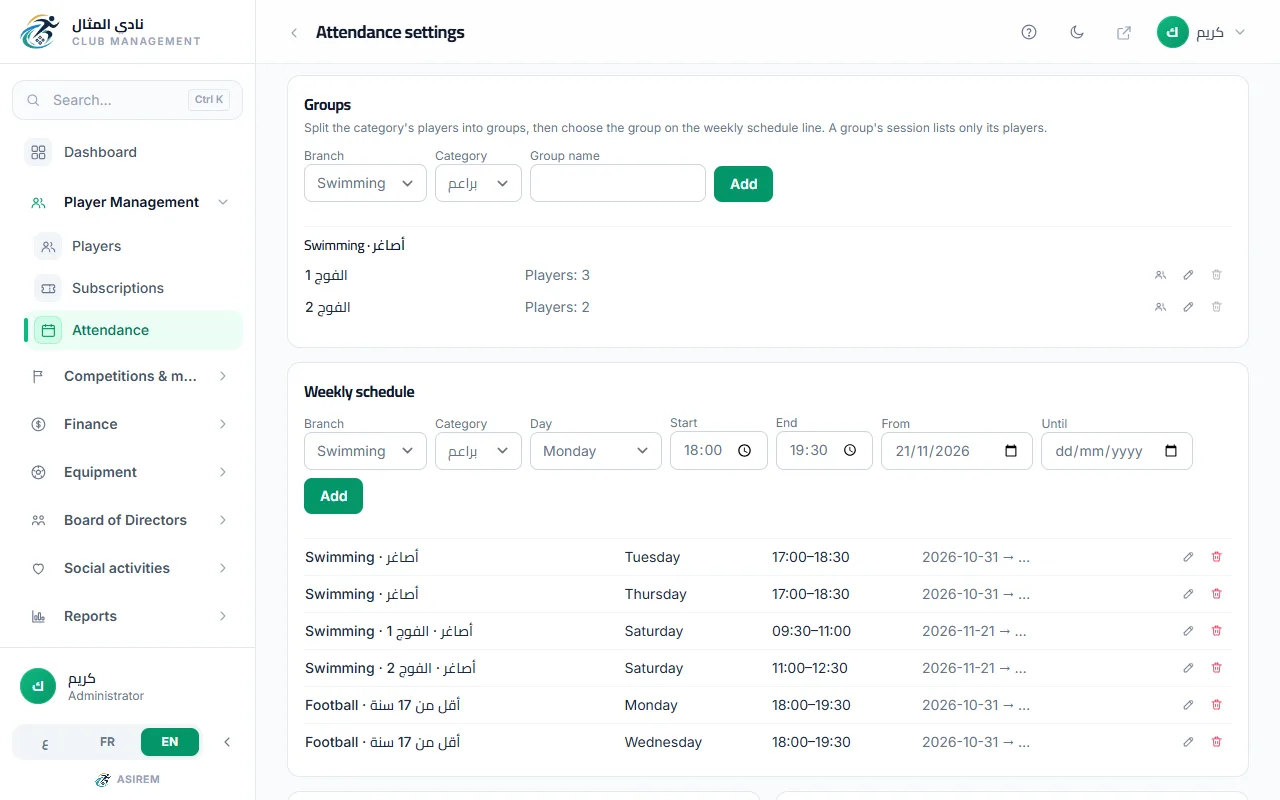 نادي المثال
CLUB MANAGEMENT
Search...
Ctrl K
Dashboard
Player Management
Players
Subscriptions
Attendance
Competitions & m...
Finance
Equipment
Board of Directors
Social activities
Reports
ك
كريم
Administrator
ع
FR
EN
ASIREM
Attendance settings
ك
كريم
Groups
Split the category's players into groups, then choose the group on the weekly schedule line. A group's session lists only its players.
Branch Category Group name
Swimming براعم Add
Swimming · أصاغر
الفوج 1 Players: 3
الفوج 2 Players: 2
Weekly schedule
Branch Category Day Start End From Until
Swimming براعم Monday 18:00 19:30 21/11/2026 dd/mm/yyyy
Add
Swimming · أصاغر Tuesday 17:00–18:30 2026-10-31 → ...
Swimming · أصاغر Thursday 17:00–18:30 2026-10-31 → ...
Swimming · أصاغر · الفوج 1 Saturday 09:30–11:00 2026-11-21 → ...
Swimming · أصاغر · الفوج 2 Saturday 11:00–12:30 2026-11-21 → ...
Football · أقل من 17 سنة Monday 18:00–19:30 2026-10-31 → ...
Football · أقل من 17 سنة Wednesday 18:00–19:30 2026-10-31 → ...